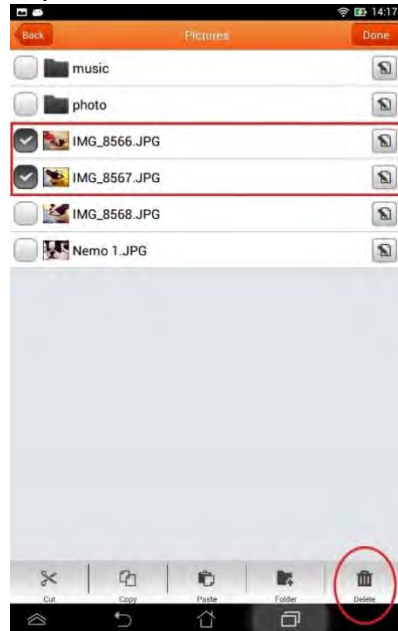 14:17
Back Pictures Done
music
photo
IMG_8566.JPG
IMG_8567.JPG
IMG_8568.JPG
Nemo 1.JPG
Cut Copy Paste Folder Delete